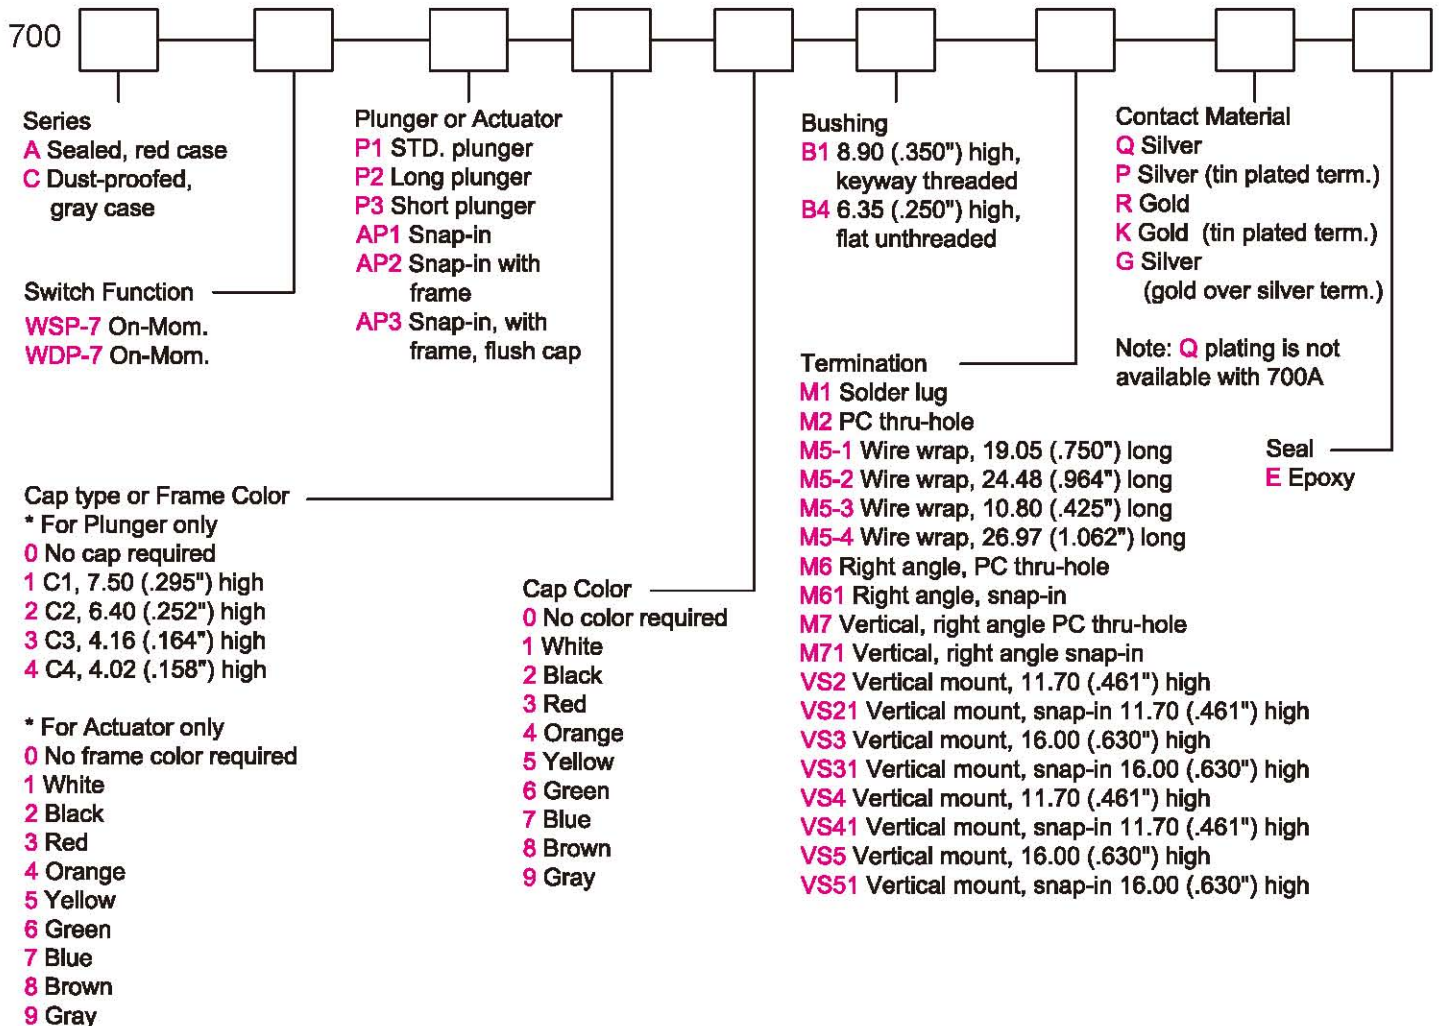 700
Series
A Sealed, red case
C Dust-proofed,
gray case
Switch Function
WSP-7 On-Mom.
WDP-7 On-Mom.
Plunger or Actuator
P1 STD. plunger
P2 Long plunger
P3 Short plunger
AP1 Snap-in
AP2 Snap-in with
frame
AP3 Snap-in, with
frame, flush cap
Cap type or Frame Color
* For Plunger only
0 No cap required
1 C1, 7.50 (.295") high
2 C2, 6.40 (.252") high
3 C3, 4.16 (.164") high
4 C4, 4.02 (.158") high
* For Actuator only
0 No frame color required
1 White
2 Black
3 Red
4 Orange
5 Yellow
6 Green
7 Blue
8 Brown
9 Gray
Cap Color
0 No color required
1 White
2 Black
3 Red
4 Orange
5 Yellow
6 Green
7 Blue
8 Brown
9 Gray
Bushing
B1 8.90 (.350") high,
keyway threaded
B4 6.35 (.250") high,
flat unthreaded
Termination
M1 Solder lug
M2 PC thru-hole
M5-1 Wire wrap, 19.05 (.750") long
M5-2 Wire wrap, 24.48 (.964") long
M5-3 Wire wrap, 10.80 (.425") long
M5-4 Wire wrap, 26.97 (1.062") long
M6 Right angle, PC thru-hole
M61 Right angle, snap-in
M7 Vertical, right angle PC thru-hole
M71 Vertical, right angle snap-in
VS2 Vertical mount, 11.70 (.461") high
VS21 Vertical mount, snap-in 11.70 (.461") high
VS3 Vertical mount, 16.00 (.630") high
VS31 Vertical mount, snap-in 16.00 (.630") high
VS4 Vertical mount, 11.70 (.461") high
VS41 Vertical mount, snap-in 11.70 (.461") high
VS5 Vertical mount, 16.00 (.630") high
VS51 Vertical mount, snap-in 16.00 (.630") high
Contact Material
Q Silver
P Silver (tin plated term.)
R Gold
K Gold (tin plated term.)
G Silver
(gold over silver term.)
Note: Q plating is not
available with 700A
Seal
E Epoxy